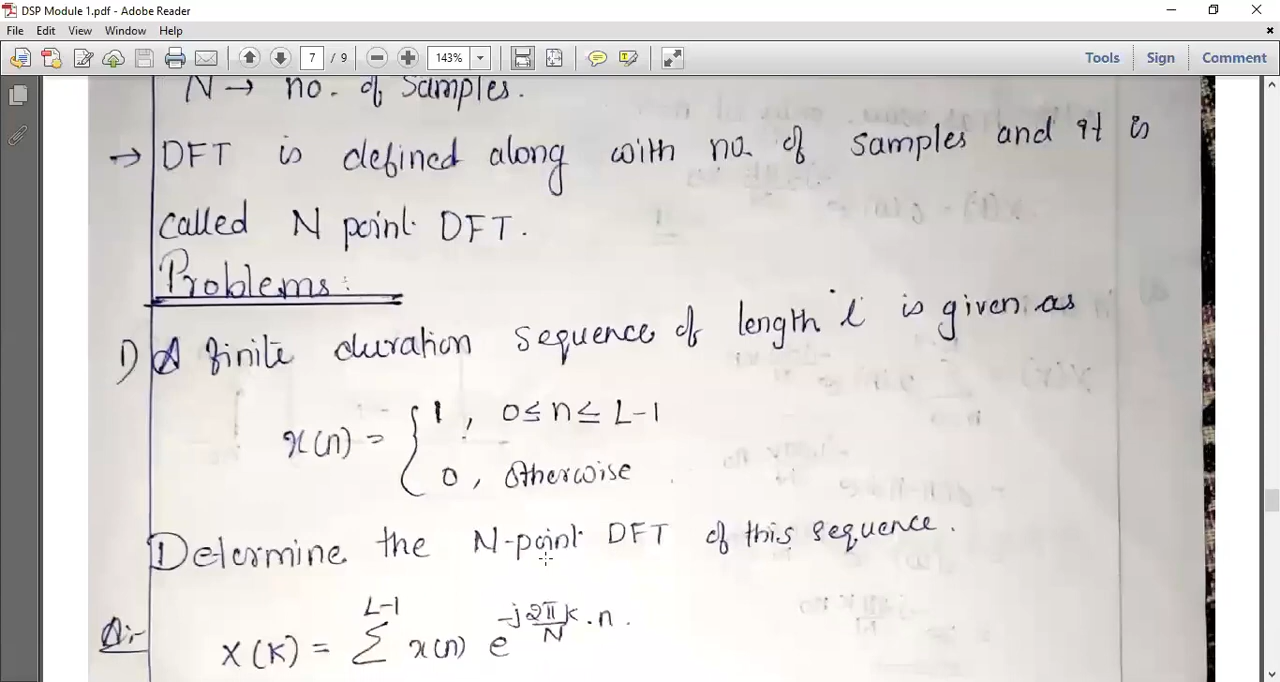 DSP Module 1.pdf - Adobe Reader
File Edit View Window Help
7 / 9 143% Tools Sign Comment
N → no. of samples.
→ DFT is defined along with no. of samples and it is
called N point DFT.
Problems:
1) A finite duration sequence of length L is given as
x(n) = { 1, 0≤n≤L-1
0, otherwise
Determine the N-point DFT of this sequence.
X(K) = L-1 Σ x(n) e^{-j2πk/N . n}.